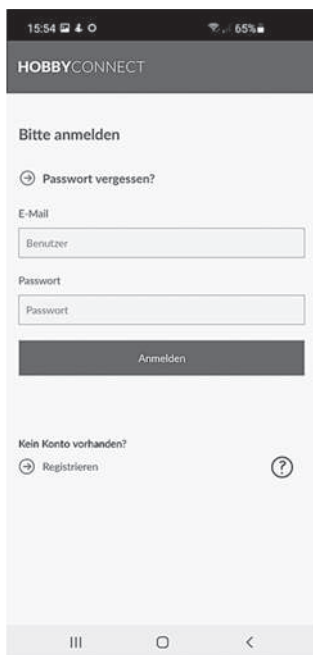 15:54 65%
HOBBYCONNECT
Bitte anmelden
Passwort vergessen?
E-Mail
Benutzer
Passwort
Passwort
Anmelden
Kein Konto vorhanden?
Registrieren
?